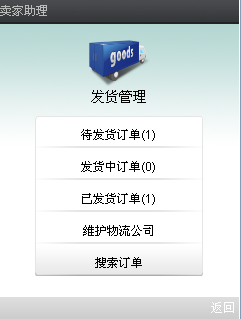 卖家助理
goods
发货管理
待发货订单(1)
发货中订单(0)
已发货订单(1)
维护物流公司
搜索订单
返回